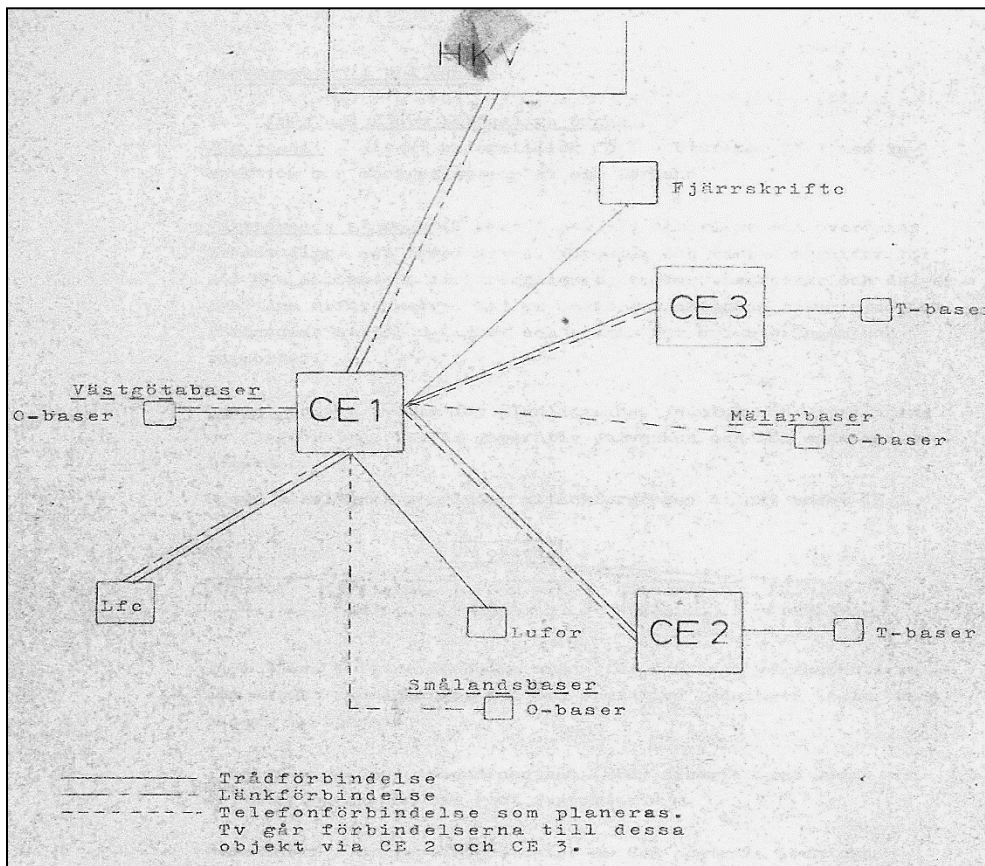 HKV
Fjärrskriftc
CE 3
T-baser
Västgötabaser
O-baser
CE 1
Mälarbaser
O-baser
Lfc
Lufor
CE 2
T-baser
Smålandsbaser
O-baser
Trådförbindelse
Länkförbindelse
Telefonförbindelse som planeras.
Tv går förbindelserna till dessa
objekt via CE 2 och CE 3.